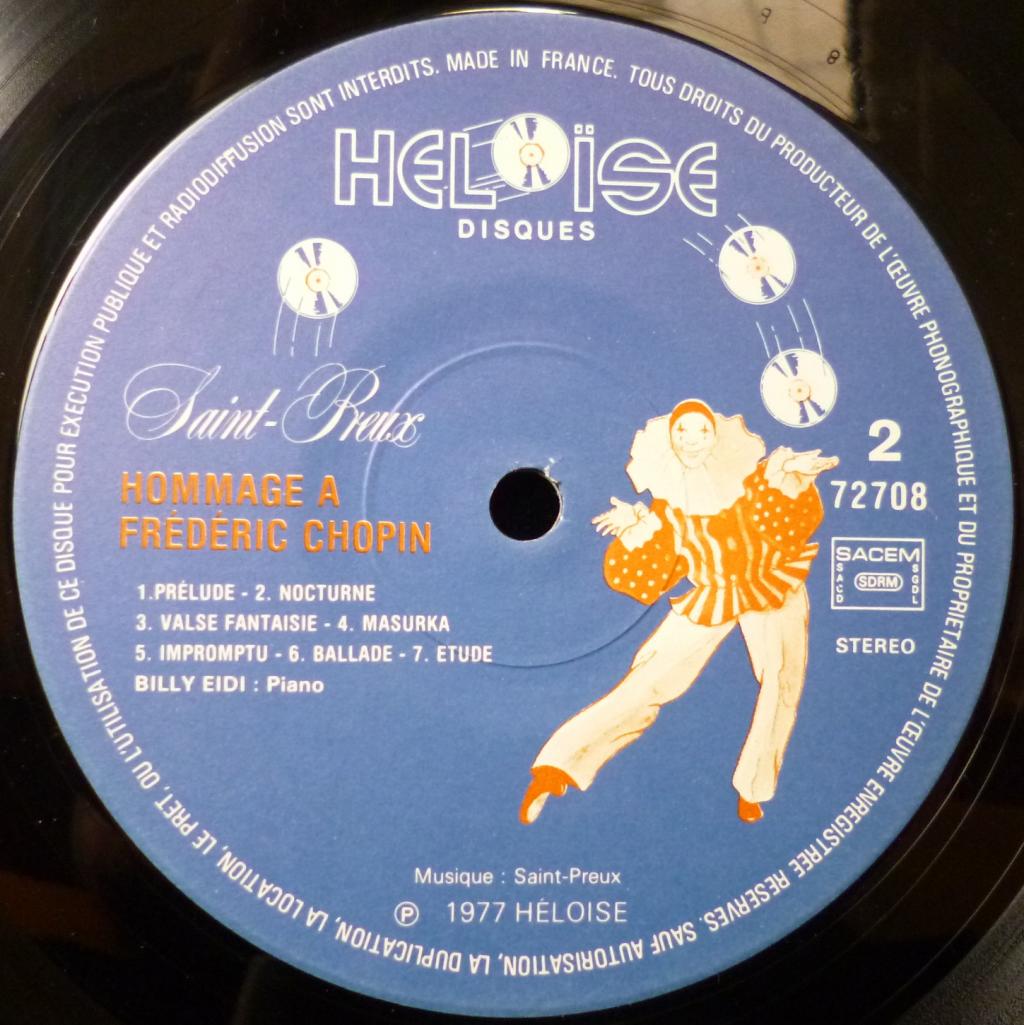 TOUS DROITS DU PRODUCTEUR DE L'ŒUVRE PHONOGRAPHIQUE ET DU PROPRIETAIRE DE L'ŒUVRE ENREGISTREE RESERVES. SAUF AUTORISATION, LA DUPLICATION, LA LOCATION, LE PRET, OU L'UTILISATION DE CE DISQUE POUR EXECUTION PUBLIQUE ET RADIODIFFUSION SONT INTERDITS. MADE IN FRANCE.
HELOÏSE
DISQUES
Saint-Preux
HOMMAGE A
FRÉDÉRIC CHOPIN
1.PRÉLUDE - 2. NOCTURNE
3. VALSE FANTAISIE - 4. MASURKA
5. IMPROMPTU - 6. BALLADE - 7. ETUDE
BILLY EIDI : Piano
2
72708
SACEM
SACD
SDRM
SGDL
STEREO
Musique : Saint-Preux
℗ 1977 HÉLOISE